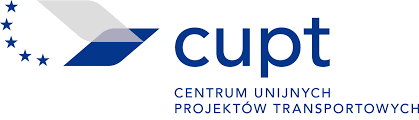 cupt
CENTRUM UNIJNYCH
PROJEKTÓW TRANSPORTOWYCH